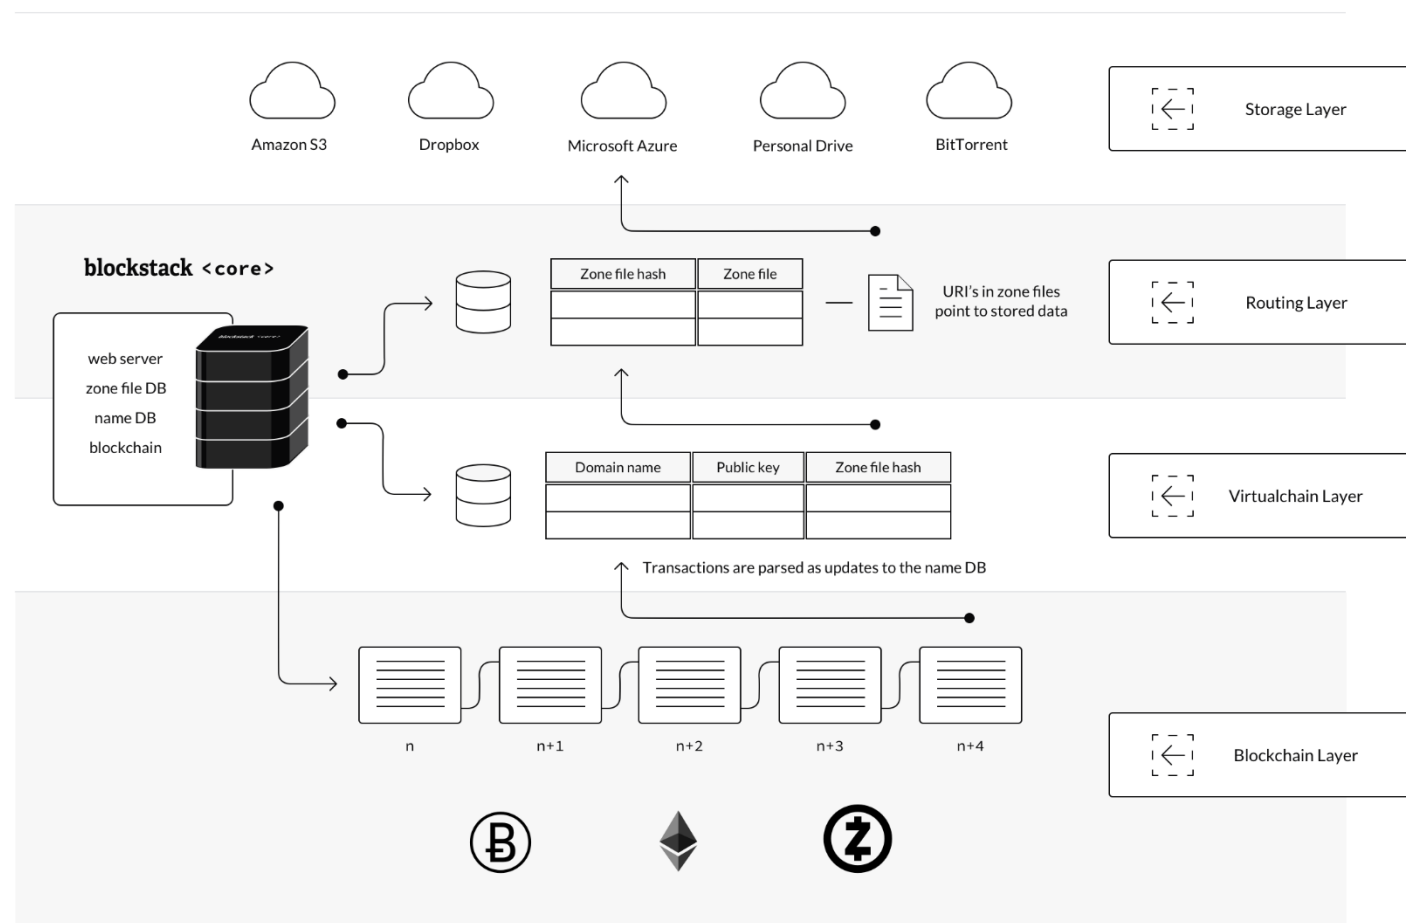 Amazon S3
Dropbox
Microsoft Azure
Personal Drive
BitTorrent
Storage Layer
blockstack <core>
Zone file hash
Zone file
URI's in zone files
point to stored data
Routing Layer
blockstack <core>
web server
zone file DB
name DB
blockchain
Domain name
Public key
Zone file hash
Virtualchain Layer
Transactions are parsed as updates to the name DB
n
n+1
n+2
n+3
n+4
Blockchain Layer